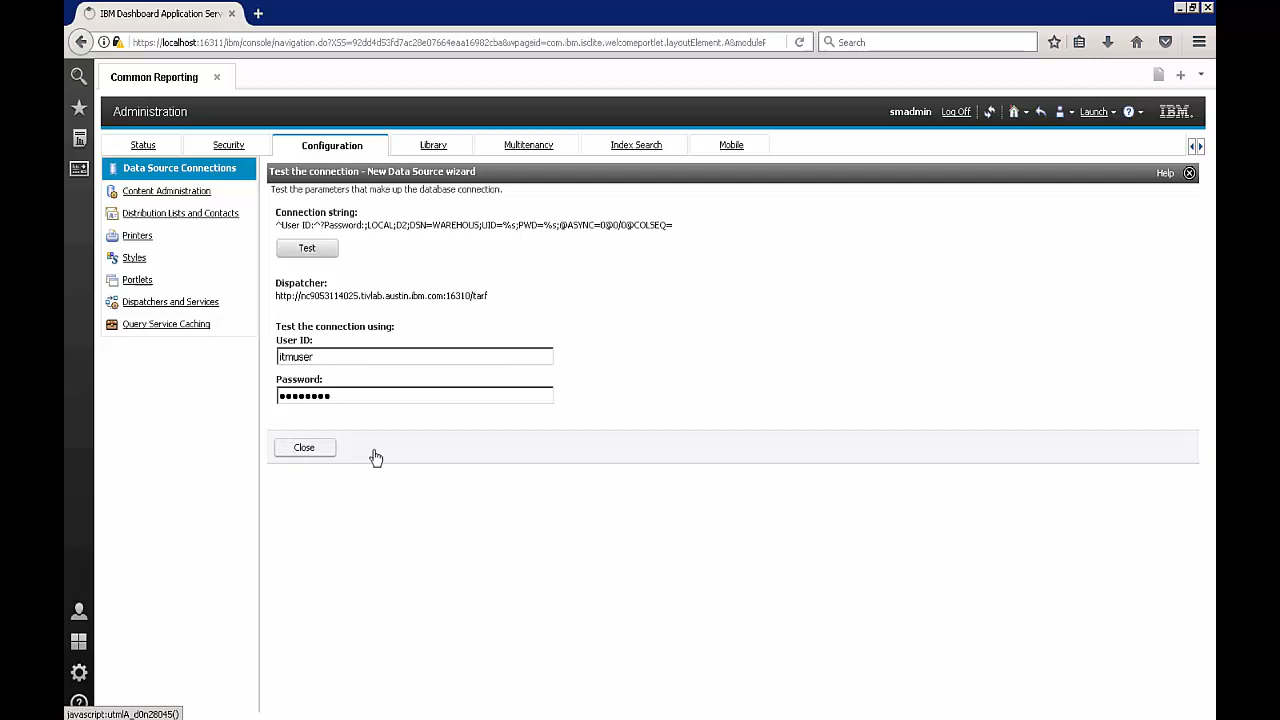 IBM Dashboard Application Serv
https://localhost:16311/ibm/console/navigation.do?XSS=92dd4d53fd7ac28e07664eaa16982cba&wpageid=com.ibm.isclite.welcomeportlet.layoutElement.A&moduleF
Search
Common Reporting
Administration
smadmin Log Off Launch IBM.
Status Security Configuration Library Multitenancy Index Search Mobile
Data Source Connections
Content Administration
Distribution Lists and Contacts
Printers
Styles
Portlets
Dispatchers and Services
Query Service Caching
Test the connection - New Data Source wizard Help
Test the parameters that make up the database connection.
Connection string:
^User ID:^?Password:;LOCAL;D2;DSN=WAREHOUS;UID=%s;PWD=%s;@ASYNC=0@0/0@COLSEQ=
Test
Dispatcher:
http://nc9053114025.tivlab.austin.ibm.com:16310/tarf
Test the connection using:
User ID:
itmuser
Password:
••••••••
Close
javascript:utmlA_d0n28045()